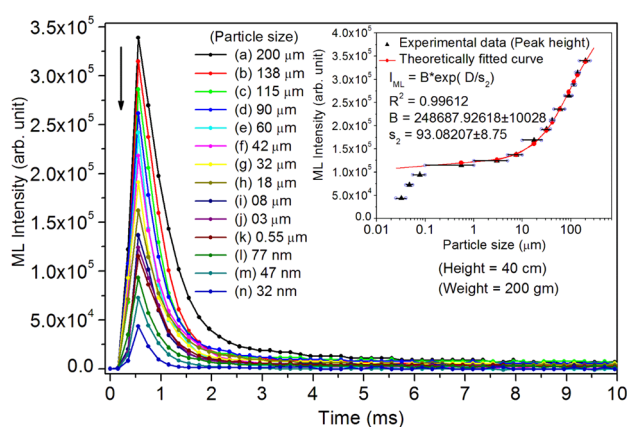 3.5x10⁵
3.0x10⁵
2.5x10⁵
2.0x10⁵
1.5x10⁵
1.0x10⁵
5.0x10⁴
0.0
ML Intensity (arb. unit)
0 1 2 3 4 5 6 7 8 9 10
Time (ms)
(Particle size)
(a) 200 μm
(b) 138 μm
(c) 115 μm
(d) 90 μm
(e) 60 μm
(f) 42 μm
(g) 32 μm
(h) 18 μm
(i) 08 μm
(j) 03 μm
(k) 0.55 μm
(l) 77 nm
(m) 47 nm
(n) 32 nm
4.0x10⁵
3.5x10⁵
3.0x10⁵
2.5x10⁵
2.0x10⁵
1.5x10⁵
1.0x10⁵
5.0x10⁴
0.0
ML Intensity (arb. unit)
Experimental data (Peak height)
Theoretically fitted curve
I_ML = B*exp( D/s₂)
R² = 0.99612
B = 248687.92618±10028
s₂ = 93.08207±8.75
0.01 0.1 1 10 100
Particle size (μm)
(Height = 40 cm)
(Weight = 200 gm)